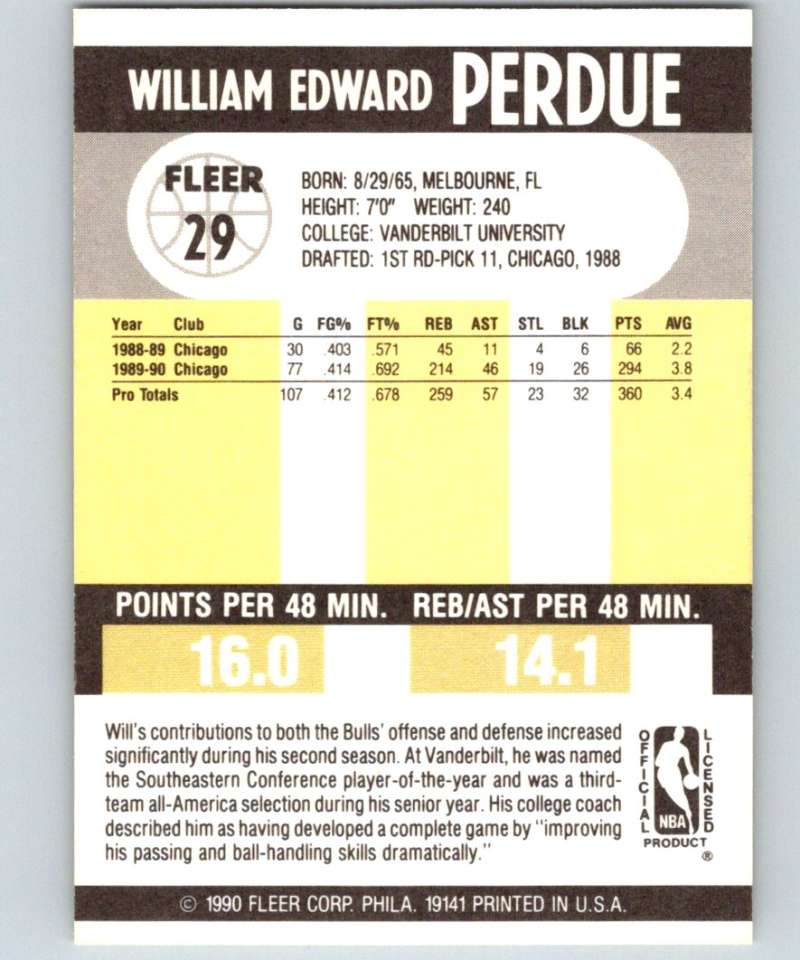 WILLIAM EDWARD PERDUE
FLEER
29
BORN: 8/29/65, MELBOURNE, FL
HEIGHT: 7'0" WEIGHT: 240
COLLEGE: VANDERBILT UNIVERSITY
DRAFTED: 1ST RD-PICK 11, CHICAGO, 1988
Year Club G FG% FT% REB AST STL BLK PTS AVG
1988-89 Chicago 30 .403 .571 45 11 4 6 66 2.2
1989-90 Chicago 77 .414 .692 214 46 19 26 294 3.8
Pro Totals 107 .412 .678 259 57 23 32 360 3.4
POINTS PER 48 MIN. REB/AST PER 48 MIN.
16.0 14.1
Will's contributions to both the Bulls' offense and defense increased
significantly during his second season. At Vanderbilt, he was named
the Southeastern Conference player-of-the-year and was a third-
team all-America selection during his senior year. His college coach
described him as having developed a complete game by "improving
his passing and ball-handling skills dramatically."
OFFICIAL
LICENSED
NBA
PRODUCT
®
© 1990 FLEER CORP. PHILA. 19141 PRINTED IN U.S.A.